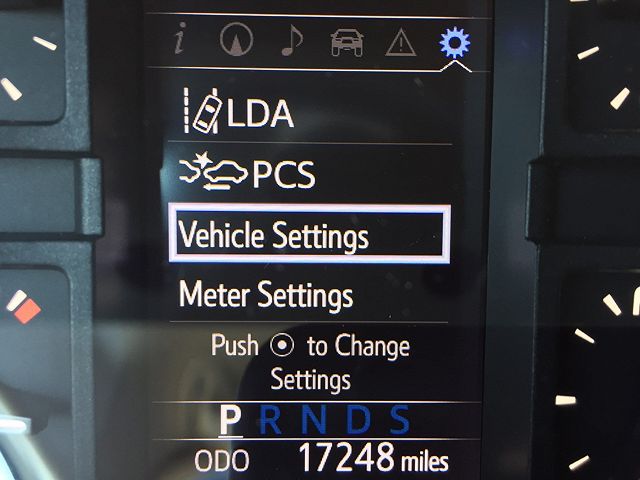 i
LDA
PCS
Vehicle Settings
Meter Settings
Push to Change
Settings
P R N D S
ODO 17248 miles